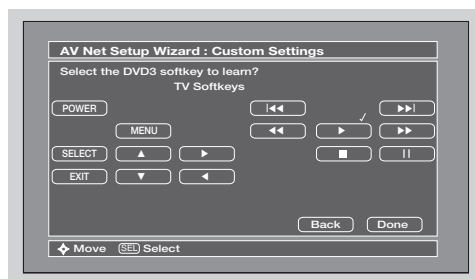 AV Net Setup Wizard : Custom Settings
Select the DVD3 softkey to learn?
TV Softkeys
POWER
MENU
SELECT
EXIT
Back Done
Move SEL Select